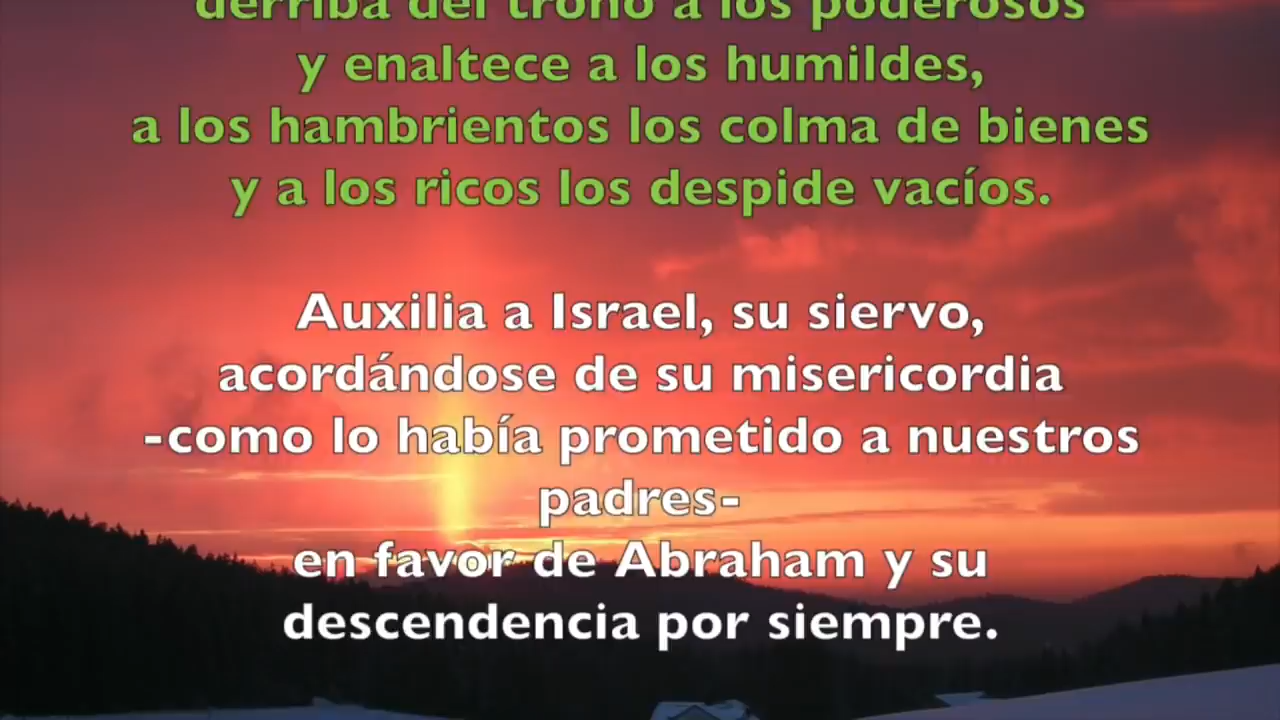 derriba del trono a los poderosos
y enaltece a los humildes,
a los hambrientos los colma de bienes
y a los ricos los despide vacíos.
Auxilia a Israel, su siervo,
acordándose de su misericordia
-como lo había prometido a nuestros
padres-
en favor de Abraham y su
descendencia por siempre.